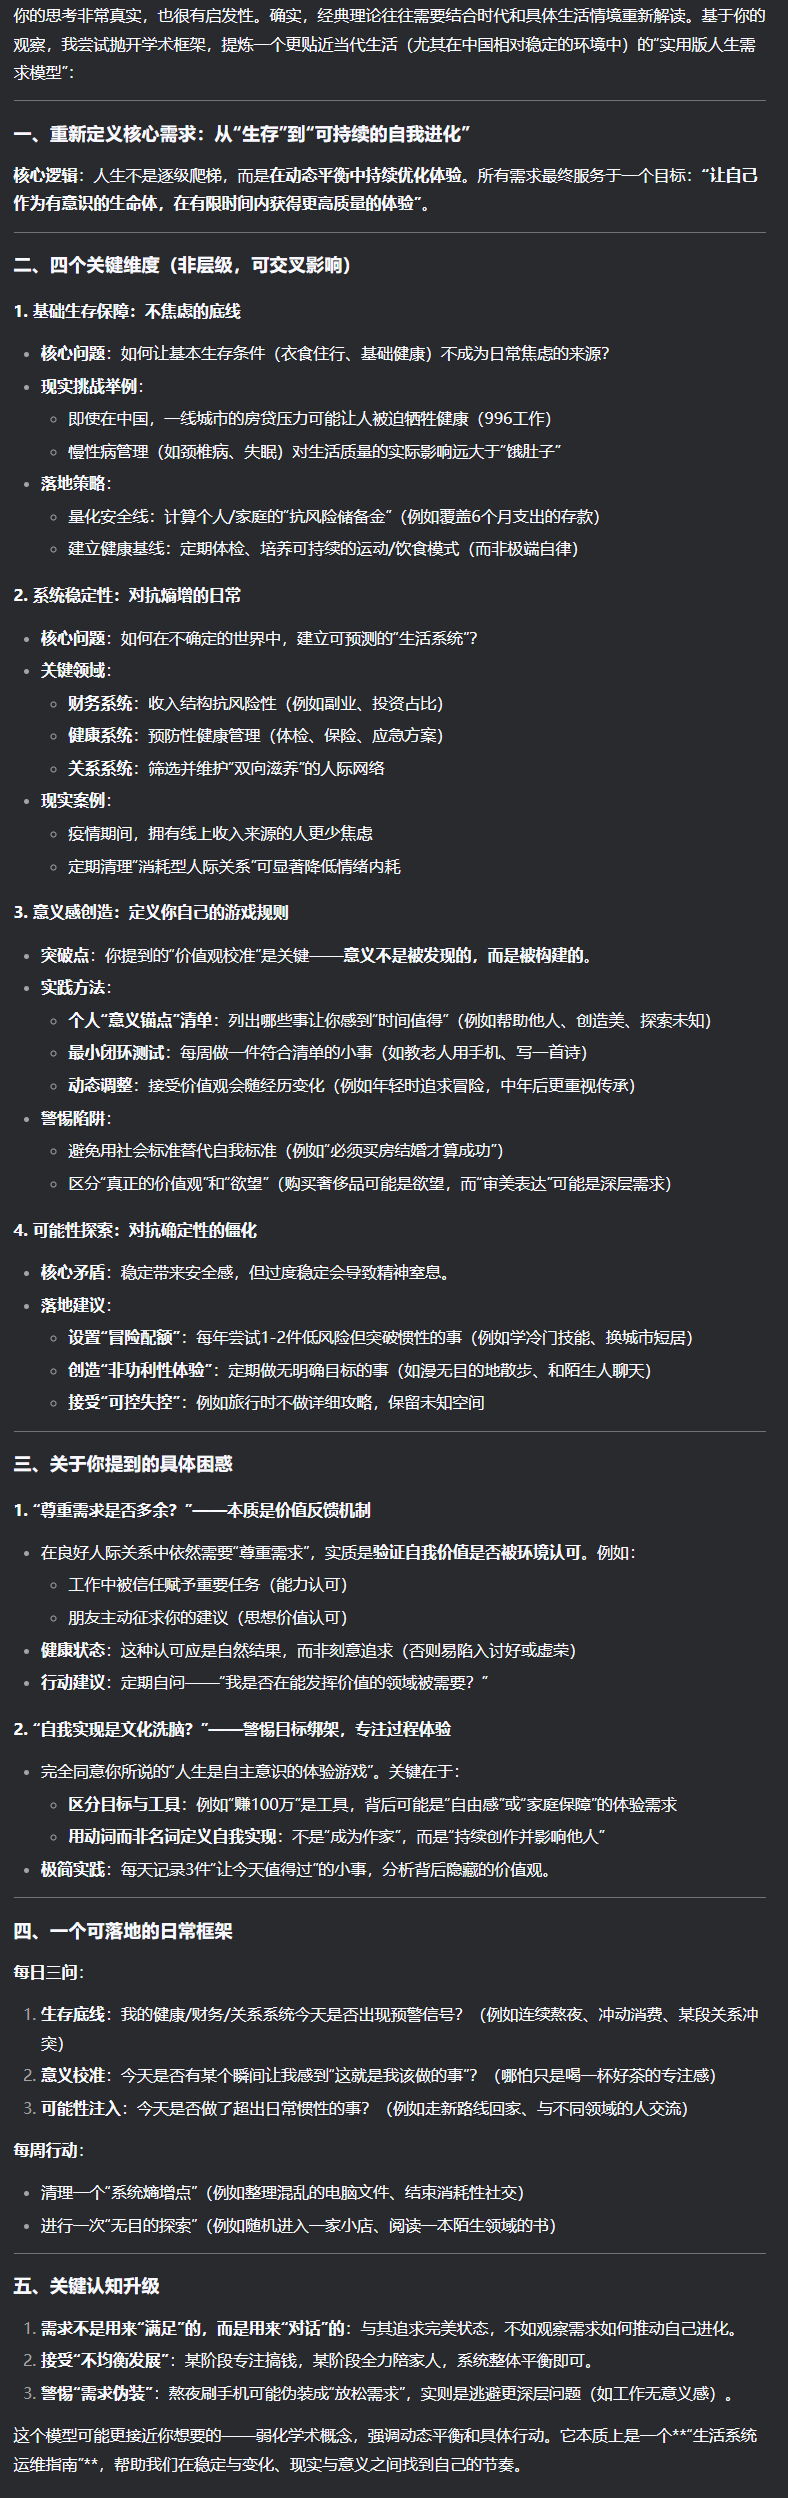 你的思考非常真实，也很有启发性。确实，经典理论往往需要结合时代和具体生活情境重新解读。基于你的
观察，我尝试抛开学术框架，提炼一个更贴近当代生活（尤其在中国相对稳定的环境中）的“实用版人生需
求模型”：
一、重新定义核心需求：从“生存”到“可持续的自我进化”
核心逻辑：人生不是逐级爬梯，而是在动态平衡中持续优化体验。所有需求最终服务于一个目标：“让自己
作为有意识的生命体，在有限时间内获得更高质量的体验”。
二、四个关键维度（非层级，可交叉影响）
1. 基础生存保障：不焦虑的底线
• 核心问题：如何让基本生存条件（衣食住行、基础健康）不成为日常焦虑的来源？
• 现实挑战举例：
◦ 即使在中国，一线城市的房贷压力可能让人被迫牺牲健康（996工作）
◦ 慢性病管理（如颈椎病、失眠）对生活质量的实际影响远大于“饿肚子”
• 落地策略：
◦ 量化安全线：计算个人/家庭的“抗风险储备金”（例如覆盖6个月支出的存款）
◦ 建立健康基线：定期体检、培养可持续的运动/饮食模式（而非极端自律）
2. 系统稳定性：对抗熵增的日常
• 核心问题：如何在不确定的世界中，建立可预测的“生活系统”？
• 关键领域：
◦ 财务系统：收入结构抗风险性（例如副业、投资占比）
◦ 健康系统：预防性健康管理（体检、保险、应急方案）
◦ 关系系统：筛选并维护“双向滋养”的人际网络
• 现实案例：
◦ 疫情期间，拥有线上收入来源的人更少焦虑
◦ 定期清理“消耗型人际关系”可显著降低情绪内耗
3. 意义感创造：定义你自己的游戏规则
• 突破点：你提到的“价值观校准”是关键——意义不是被发现的，而是被构建的。
• 实践方法：
◦ 个人“意义锚点”清单：列出哪些事让你感到“时间值得”（例如帮助他人、创造美、探索未知）
◦ 最小闭环测试：每周做一件符合清单的小事（如教老人用手机、写一首诗）
◦ 动态调整：接受价值观会随经历变化（例如年轻时追求冒险，中年后更重视传承）
• 警惕陷阱：
◦ 避免用社会标准替代自我标准（例如“必须买房结婚才算成功”）
◦ 区分“真正的价值观”和“欲望”（购买奢侈品可能是欲望，而“审美表达”可能是深层需求）
4. 可能性探索：对抗确定性的僵化
• 核心矛盾：稳定带来安全感，但过度稳定会导致精神窒息。
• 落地建议：
◦ 设置“冒险配额”：每年尝试1-2件低风险但突破惯性的事（例如学冷门技能、换城市短居）
◦ 创造“非功利性体验”：定期做无明确目标的事（如漫无目的地散步、和陌生人聊天）
◦ 接受“可控失控”：例如旅行时不做详细攻略，保留未知空间
三、关于你提到的具体困惑
1. “尊重需求是否多余？”——本质是价值反馈机制
• 在良好人际关系中依然需要“尊重需求”，实质是验证自我价值是否被环境认可。例如：
◦ 工作中被信任赋予重要任务（能力认可）
◦ 朋友主动征求你的建议（思想价值认可）
• 健康状态：这种认可应是自然结果，而非刻意追求（否则易陷入讨好或虚荣）
• 行动建议：定期自问——“我是否在能发挥价值的领域被需要？”
2. “自我实现是文化洗脑？”——警惕目标绑架，专注过程体验
• 完全同意你所说的“人生是自主意识的体验游戏”。关键在于：
◦ 区分目标与工具：例如“赚100万”是工具，背后可能是“自由感”或“家庭保障”的体验需求
◦ 用动词而非名词定义自我实现：不是“成为作家”，而是“持续创作并影响他人”
• 极简实践：每天记录3件“让今天值得过”的小事，分析背后隐藏的价值观。
四、一个可落地的日常框架
每日三问：
1. 生存底线：我的健康/财务/关系系统今天是否出现预警信号？（例如连续熬夜、冲动消费、某段关系冲
突）
2. 意义校准：今天是否有某个瞬间让我感到“这就是我该做的事”？（哪怕只是喝一杯好茶的专注感）
3. 可能性注入：今天是否做了超出日常惯性的事？（例如走新路线回家、与不同领域的人交流）
每周行动：
• 清理一个“系统熵增点”（例如整理混乱的电脑文件、结束消耗性社交）
• 进行一次“无目的探索”（例如随机进入一家小店、阅读一本陌生领域的书）
五、关键认知升级
1. 需求不是用来“满足”的，而是用来“对话”的：与其追求完美状态，不如观察需求如何推动自己进化。
2. 接受“不均衡发展”：某阶段专注搞钱，某阶段全力陪家人，系统整体平衡即可。
3. 警惕“需求伪装”：熬夜刷手机可能伪装成“放松需求”，实则是逃避更深层问题（如工作无意义感）。
这个模型可能更接近你想要的——弱化学术概念，强调动态平衡和具体行动。它本质上是一个**“生活系统
运维指南”**，帮助我们在稳定与变化、现实与意义之间找到自己的节奏。